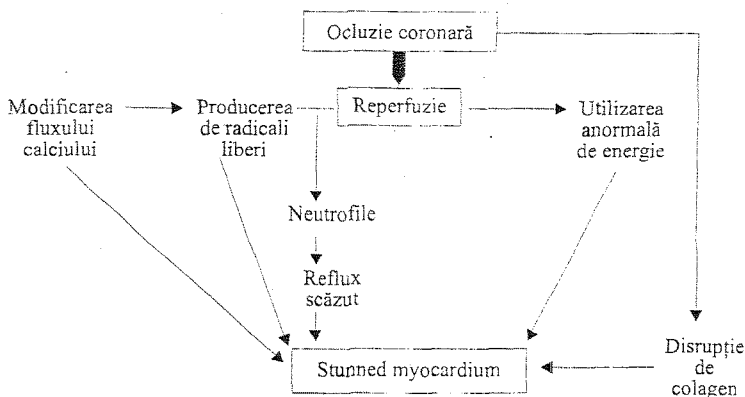 Ocluzie coronară
Modificarea
fluxului
calciului
Producerea
de radicali
liberi
Reperfuzie
Utilizarea
anormală
de energie
Neutrofile
Reflux
scăzut
Stunned myocardium
Disrupție
de
colagen